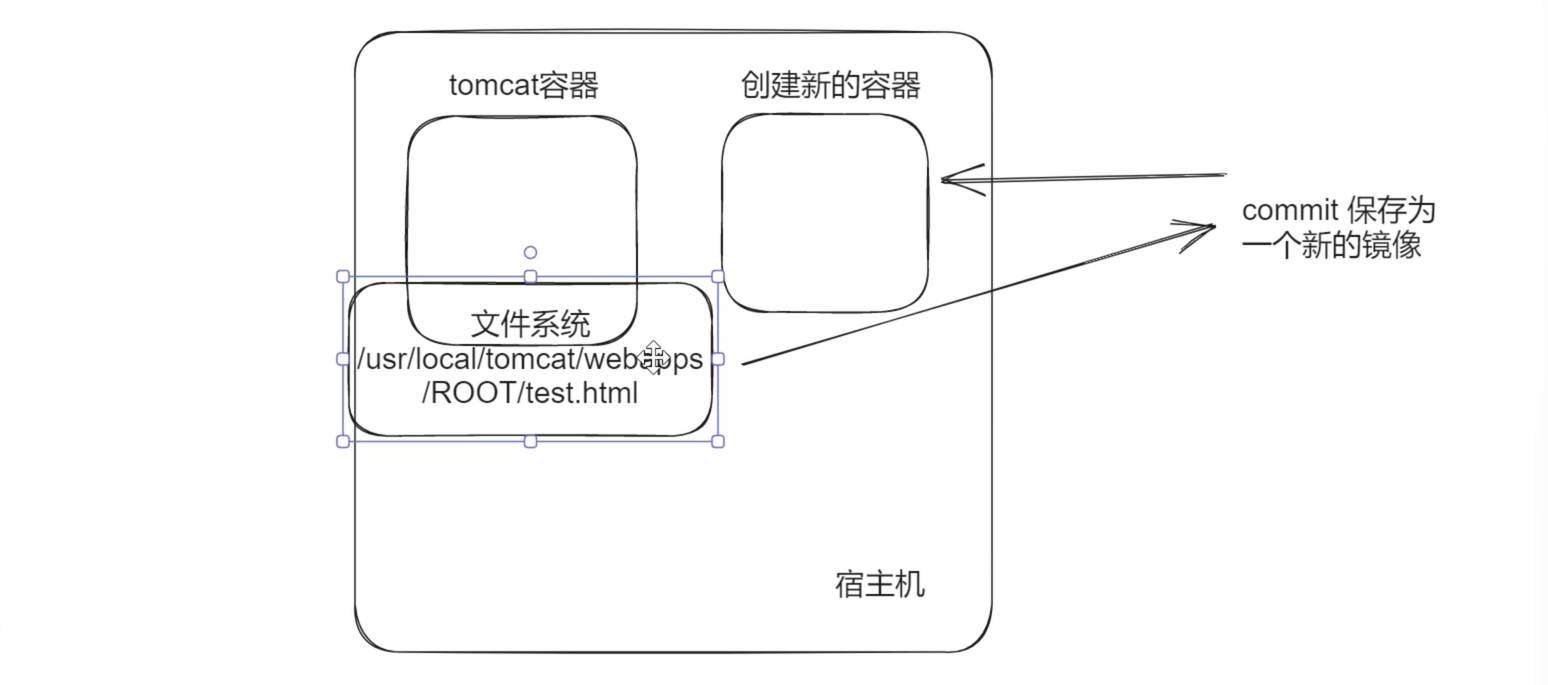 tomcat容器
创建新的容器
commit 保存为
一个新的镜像
文件系统
/usr/local/tomcat/webapps
/ROOT/test.html
宿主机